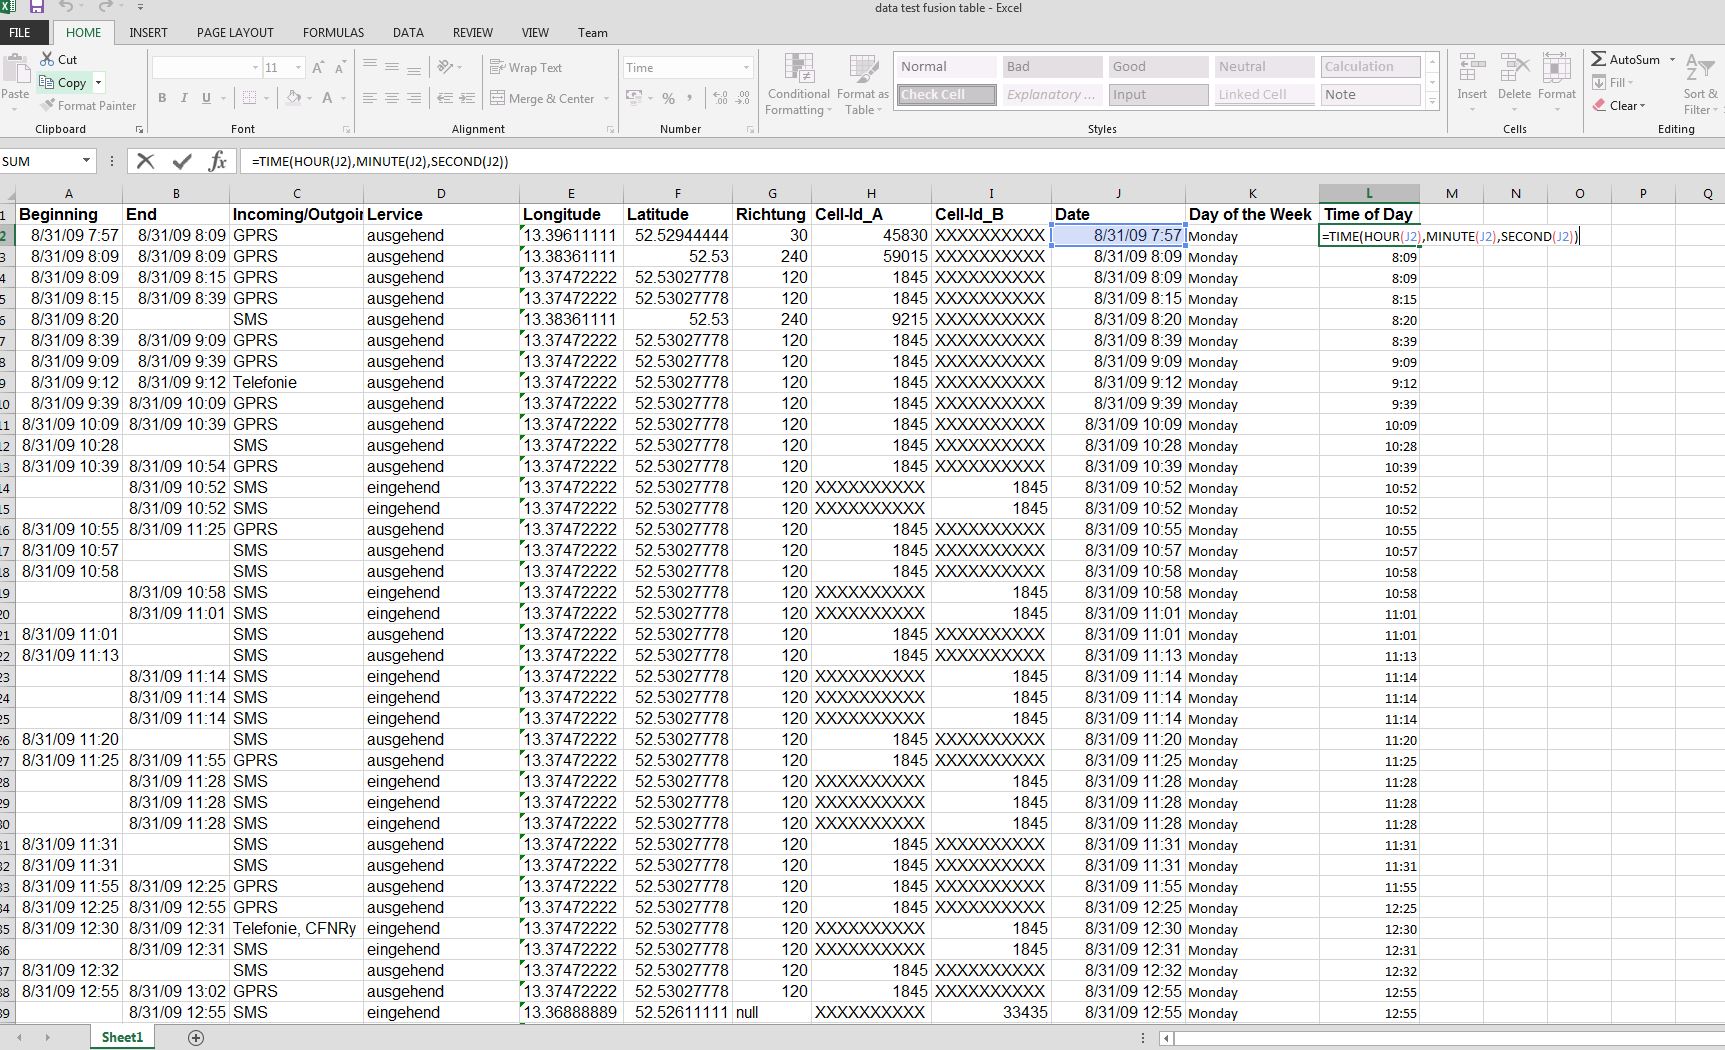 data test fusion table - Excel
FILE HOME INSERT PAGE LAYOUT FORMULAS DATA REVIEW VIEW Team
Cut
Copy
Format Painter
Paste
Clipboard
11
Font
Wrap Text
Merge & Center
Alignment
Time
Number
Conditional Formatting
Format as Table
Normal Bad Good Neutral Calculation
Check Cell Explanatory ... Input Linked Cell Note
Styles
Insert Delete Format
Cells
AutoSum
Fill
Clear
Sort & Filter
Editing
SUM =TIME(HOUR(J2),MINUTE(J2),SECOND(J2))
A B C D E F G H I J K L M N O P Q
1 Beginning End Incoming/Outgoi Lervice Longitude Latitude Richtung Cell-Id_A Cell-Id_B Date Day of the Week Time of Day
2 8/31/09 7:57 8/31/09 8:09 GPRS ausgehend 13.39611111 52.52944444 30 45830 XXXXXXXXXX 8/31/09 7:57 Monday =TIME(HOUR(J2),MINUTE(J2),SECOND(J2))
3 8/31/09 8:09 8/31/09 8:09 GPRS ausgehend 13.38361111 52.53 240 59015 XXXXXXXXXX 8/31/09 8:09 Monday 8:09
4 8/31/09 8:09 8/31/09 8:15 GPRS ausgehend 13.37472222 52.53027778 120 1845 XXXXXXXXXX 8/31/09 8:09 Monday 8:09
5 8/31/09 8:15 8/31/09 8:39 GPRS ausgehend 13.37472222 52.53027778 120 1845 XXXXXXXXXX 8/31/09 8:15 Monday 8:15
6 8/31/09 8:20 SMS ausgehend 13.38361111 52.53 240 9215 XXXXXXXXXX 8/31/09 8:20 Monday 8:20
7 8/31/09 8:39 8/31/09 9:09 GPRS ausgehend 13.37472222 52.53027778 120 1845 XXXXXXXXXX 8/31/09 8:39 Monday 8:39
8 8/31/09 9:09 8/31/09 9:39 GPRS ausgehend 13.37472222 52.53027778 120 1845 XXXXXXXXXX 8/31/09 9:09 Monday 9:09
9 8/31/09 9:12 8/31/09 9:12 Telefonie ausgehend 13.37472222 52.53027778 120 1845 XXXXXXXXXX 8/31/09 9:12 Monday 9:12
10 8/31/09 9:39 8/31/09 10:09 GPRS ausgehend 13.37472222 52.53027778 120 1845 XXXXXXXXXX 8/31/09 9:39 Monday 9:39
11 8/31/09 10:09 8/31/09 10:39 GPRS ausgehend 13.37472222 52.53027778 120 1845 XXXXXXXXXX 8/31/09 10:09 Monday 10:09
12 8/31/09 10:28 SMS ausgehend 13.37472222 52.53027778 120 1845 XXXXXXXXXX 8/31/09 10:28 Monday 10:28
13 8/31/09 10:39 8/31/09 10:54 GPRS ausgehend 13.37472222 52.53027778 120 1845 XXXXXXXXXX 8/31/09 10:39 Monday 10:39
14 8/31/09 10:52 SMS eingehend 13.37472222 52.53027778 120 XXXXXXXXXX 1845 8/31/09 10:52 Monday 10:52
15 8/31/09 10:52 SMS eingehend 13.37472222 52.53027778 120 XXXXXXXXXX 1845 8/31/09 10:52 Monday 10:52
16 8/31/09 10:55 8/31/09 11:25 GPRS ausgehend 13.37472222 52.53027778 120 1845 XXXXXXXXXX 8/31/09 10:55 Monday 10:55
17 8/31/09 10:57 SMS ausgehend 13.37472222 52.53027778 120 1845 XXXXXXXXXX 8/31/09 10:57 Monday 10:57
18 8/31/09 10:58 SMS ausgehend 13.37472222 52.53027778 120 1845 XXXXXXXXXX 8/31/09 10:58 Monday 10:58
19 8/31/09 10:58 SMS eingehend 13.37472222 52.53027778 120 XXXXXXXXXX 1845 8/31/09 10:58 Monday 10:58
20 8/31/09 11:01 SMS eingehend 13.37472222 52.53027778 120 XXXXXXXXXX 1845 8/31/09 11:01 Monday 11:01
21 8/31/09 11:01 SMS ausgehend 13.37472222 52.53027778 120 1845 XXXXXXXXXX 8/31/09 11:01 Monday 11:01
22 8/31/09 11:13 SMS ausgehend 13.37472222 52.53027778 120 1845 XXXXXXXXXX 8/31/09 11:13 Monday 11:13
23 8/31/09 11:14 SMS eingehend 13.37472222 52.53027778 120 XXXXXXXXXX 1845 8/31/09 11:14 Monday 11:14
24 8/31/09 11:14 SMS eingehend 13.37472222 52.53027778 120 XXXXXXXXXX 1845 8/31/09 11:14 Monday 11:14
25 8/31/09 11:14 SMS eingehend 13.37472222 52.53027778 120 XXXXXXXXXX 1845 8/31/09 11:14 Monday 11:14
26 8/31/09 11:20 SMS ausgehend 13.37472222 52.53027778 120 1845 XXXXXXXXXX 8/31/09 11:20 Monday 11:20
27 8/31/09 11:25 8/31/09 11:55 GPRS ausgehend 13.37472222 52.53027778 120 1845 XXXXXXXXXX 8/31/09 11:25 Monday 11:25
28 8/31/09 11:28 SMS eingehend 13.37472222 52.53027778 120 XXXXXXXXXX 1845 8/31/09 11:28 Monday 11:28
29 8/31/09 11:28 SMS eingehend 13.37472222 52.53027778 120 XXXXXXXXXX 1845 8/31/09 11:28 Monday 11:28
30 8/31/09 11:28 SMS eingehend 13.37472222 52.53027778 120 XXXXXXXXXX 1845 8/31/09 11:28 Monday 11:28
31 8/31/09 11:31 SMS ausgehend 13.37472222 52.53027778 120 1845 XXXXXXXXXX 8/31/09 11:31 Monday 11:31
32 8/31/09 11:31 SMS ausgehend 13.37472222 52.53027778 120 1845 XXXXXXXXXX 8/31/09 11:31 Monday 11:31
33 8/31/09 11:55 8/31/09 12:25 GPRS ausgehend 13.37472222 52.53027778 120 1845 XXXXXXXXXX 8/31/09 11:55 Monday 11:55
34 8/31/09 12:25 8/31/09 12:55 GPRS ausgehend 13.37472222 52.53027778 120 1845 XXXXXXXXXX 8/31/09 12:25 Monday 12:25
35 8/31/09 12:30 8/31/09 12:31 Telefonie, CFNRy eingehend 13.37472222 52.53027778 120 XXXXXXXXXX 1845 8/31/09 12:30 Monday 12:30
36 8/31/09 12:31 SMS eingehend 13.37472222 52.53027778 120 XXXXXXXXXX 1845 8/31/09 12:31 Monday 12:31
37 8/31/09 12:32 SMS ausgehend 13.37472222 52.53027778 120 1845 XXXXXXXXXX 8/31/09 12:32 Monday 12:32
38 8/31/09 12:55 8/31/09 13:02 GPRS ausgehend 13.37472222 52.53027778 120 1845 XXXXXXXXXX 8/31/09 12:55 Monday 12:55
39 8/31/09 12:55 SMS eingehend 13.36888889 52.52611111 null XXXXXXXXXX 33435 8/31/09 12:55 Monday 12:55
Sheet1